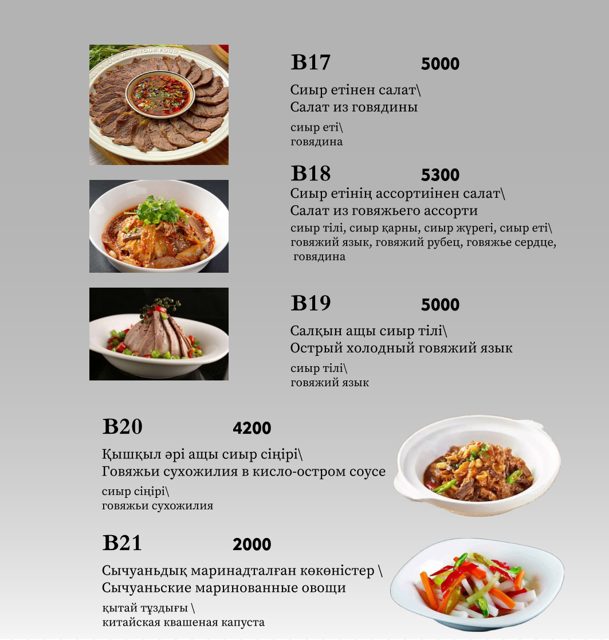 B17 5000
Сиыр етінен салат\
Салат из говядины
сиыр еті\
говядина
B18 5300
Сиыр етінің ассортиінен салат\
Салат из говяжьего ассорти
сиыр тілі, сиыр қарны, сиыр жүрегі, сиыр еті\
говяжий язык, говяжий рубец, говяжье сердце,
говядина
B19 5000
Салқын ащы сиыр тілі\
Острый холодный говяжий язык
сиыр тілі\
говяжий язык
B20 4200
Қышқыл әрі ащы сиыр сіңірі\
Говяжьи сухожилия в кисло-остром соусе
сиыр сіңірі\
говяжьи сухожилия
B21 2000
Сычуаньдық маринадталған көкөністер \
Сычуаньские маринованные овощи
қытай тұздығы \
китайская квашеная капуста